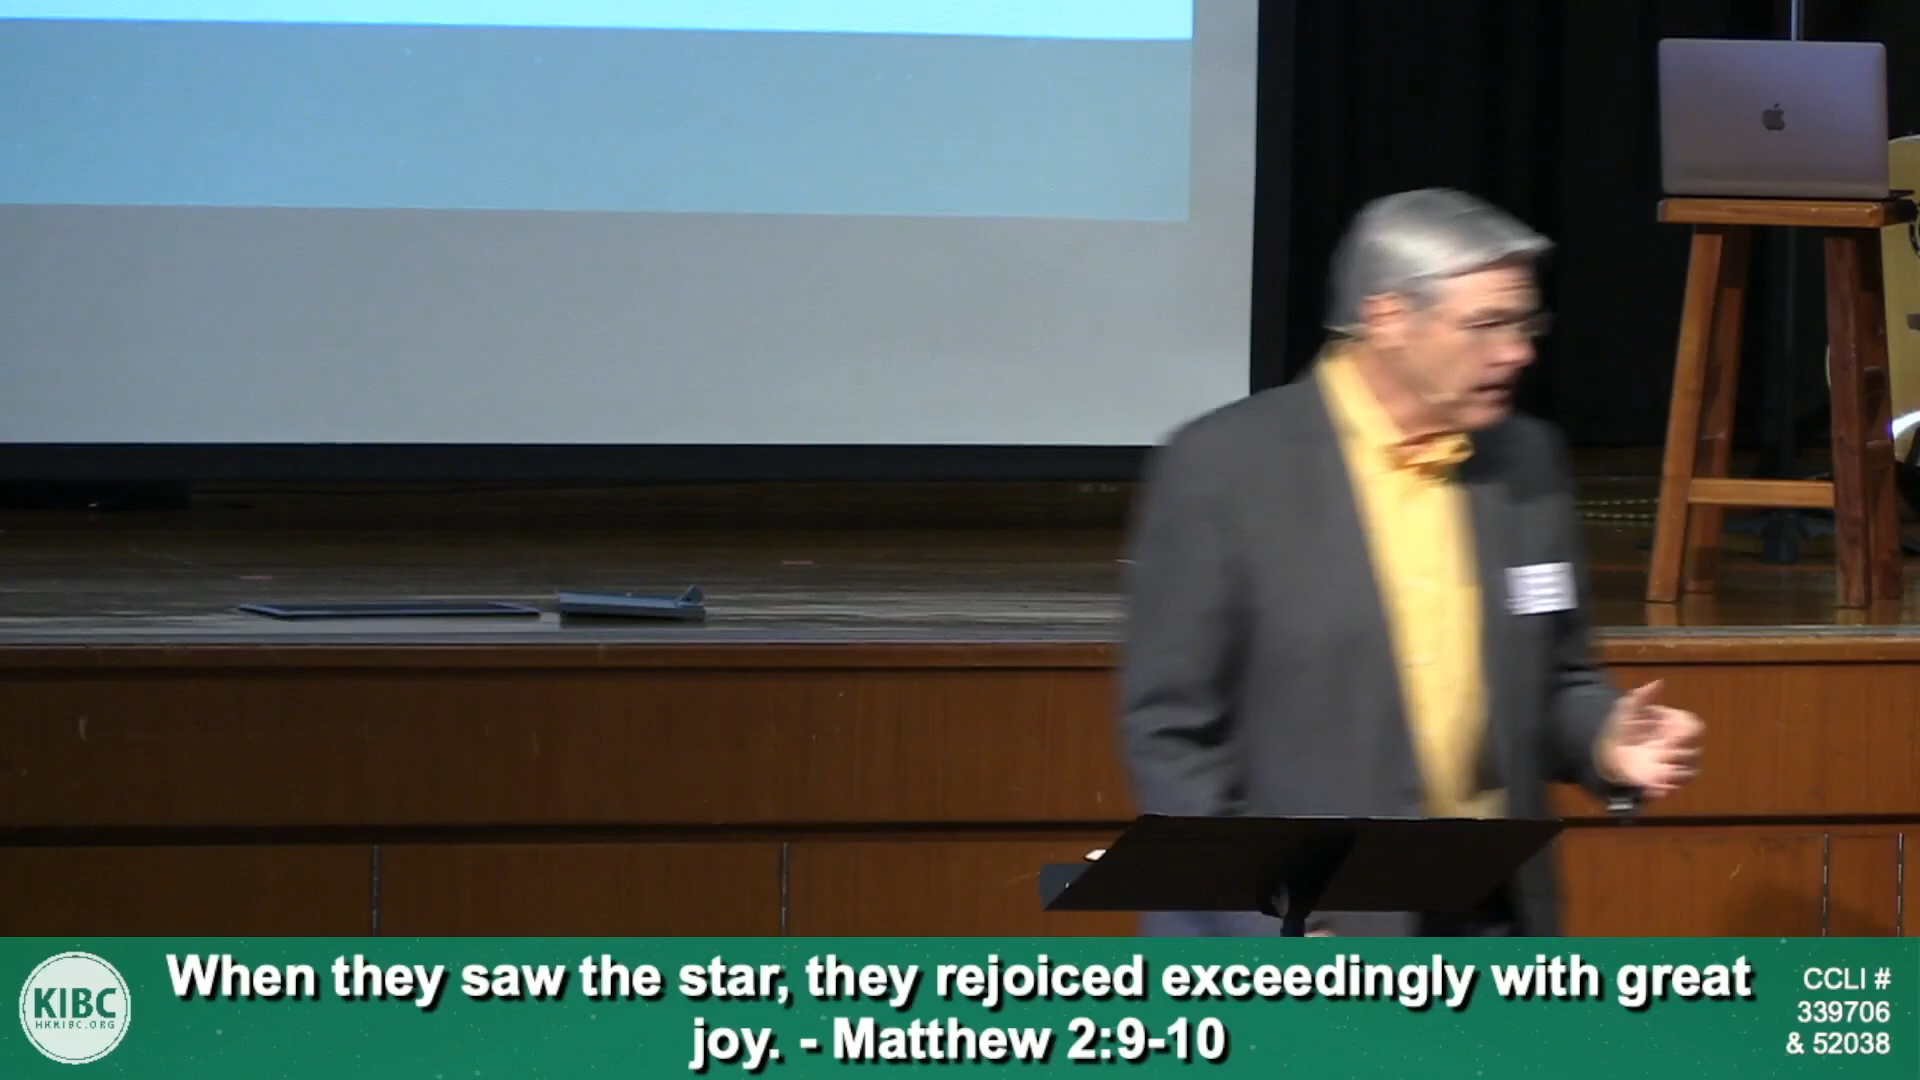 When they saw the star, they rejoiced exceedingly with great
joy. - Matthew 2:9-10
KIBC
HKKIBC.ORG
CCLI #
339706
& 52038